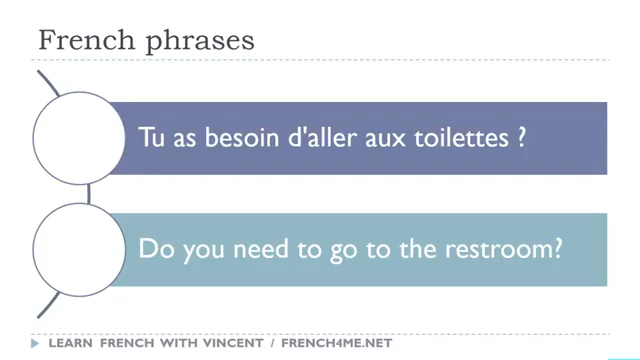 French phrases
Tu as besoin d'aller aux toilettes ?
Do you need to go to the restroom?
LEARN FRENCH WITH VINCENT / FRENCH4ME.NET